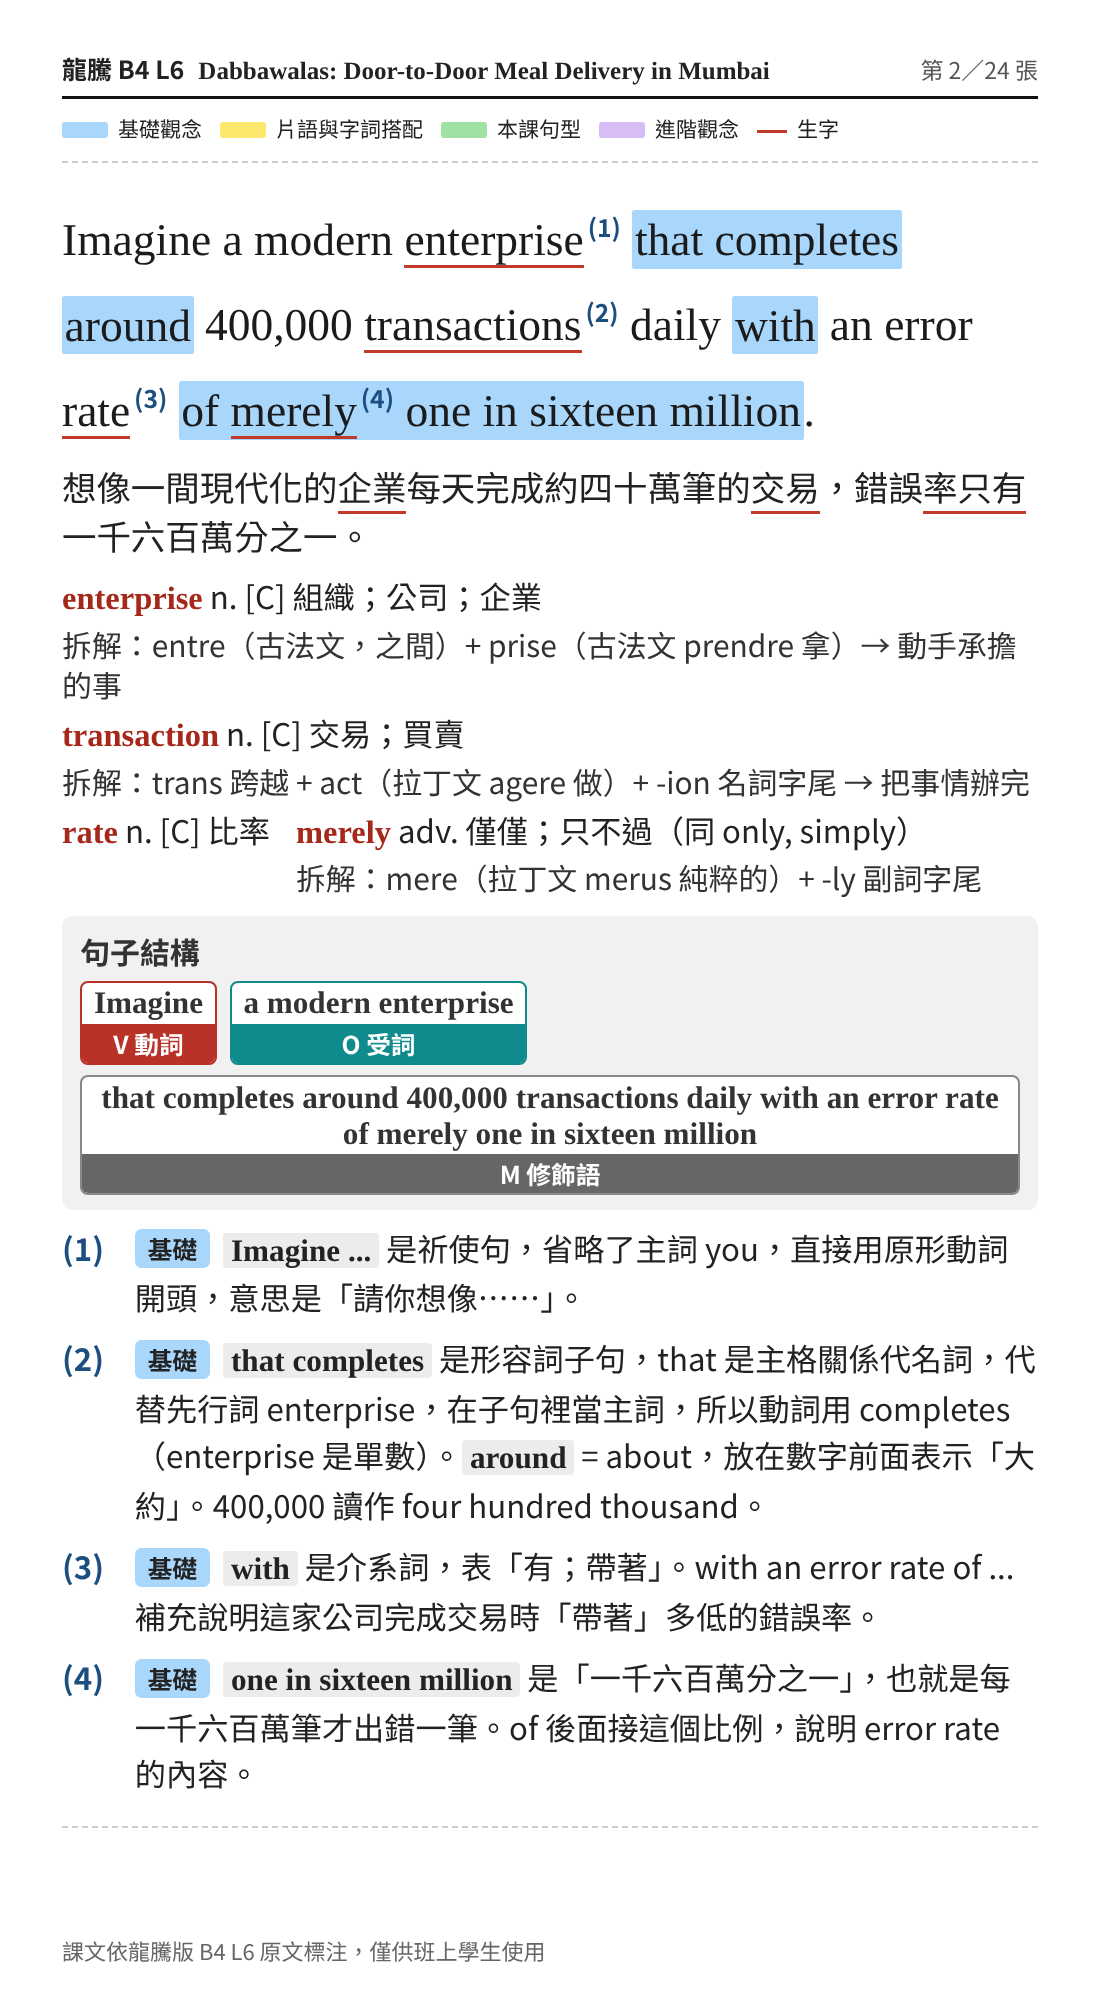 龍騰 B4 L6 Dabbawalas: Door-to-Door Meal Delivery in Mumbai 第 2／24 張
基礎觀念 片語與字詞搭配 本課句型 進階觀念 生字
Imagine a modern enterprise (1) that completes
around 400,000 transactions (2) daily with an error
rate (3) of merely (4) one in sixteen million.
想像一間現代化的企業每天完成約四十萬筆的交易，錯誤率只有
一千六百萬分之一。
enterprise n. [C] 組織；公司；企業
拆解：entre（古法文，之間）+ prise（古法文 prendre 拿）→ 動手承擔
的事
transaction n. [C] 交易；買賣
拆解：trans 跨越 + act（拉丁文 agere 做）+ -ion 名詞字尾 → 把事情辦完
rate n. [C] 比率 merely adv. 僅僅；只不過（同 only, simply）
拆解：mere（拉丁文 merus 純粹的）+ -ly 副詞字尾
句子結構
Imagine a modern enterprise
V 動詞 O 受詞
that completes around 400,000 transactions daily with an error rate
of merely one in sixteen million
M 修飾語
(1) 基礎 Imagine ... 是祈使句，省略了主詞 you，直接用原形動詞
開頭，意思是「請你想像……」。
(2) 基礎 that completes 是形容詞子句，that 是主格關係代名詞，代
替先行詞 enterprise，在子句裡當主詞，所以動詞用 completes
（enterprise 是單數）。around = about，放在數字前面表示「大
約」。400,000 讀作 four hundred thousand。
(3) 基礎 with 是介系詞，表「有；帶著」。with an error rate of ...
補充說明這家公司完成交易時「帶著」多低的錯誤率。
(4) 基礎 one in sixteen million 是「一千六百萬分之一」，也就是每
一千六百萬筆才出錯一筆。of 後面接這個比例，說明 error rate
的內容。
課文依龍騰版 B4 L6 原文標注，僅供班上學生使用